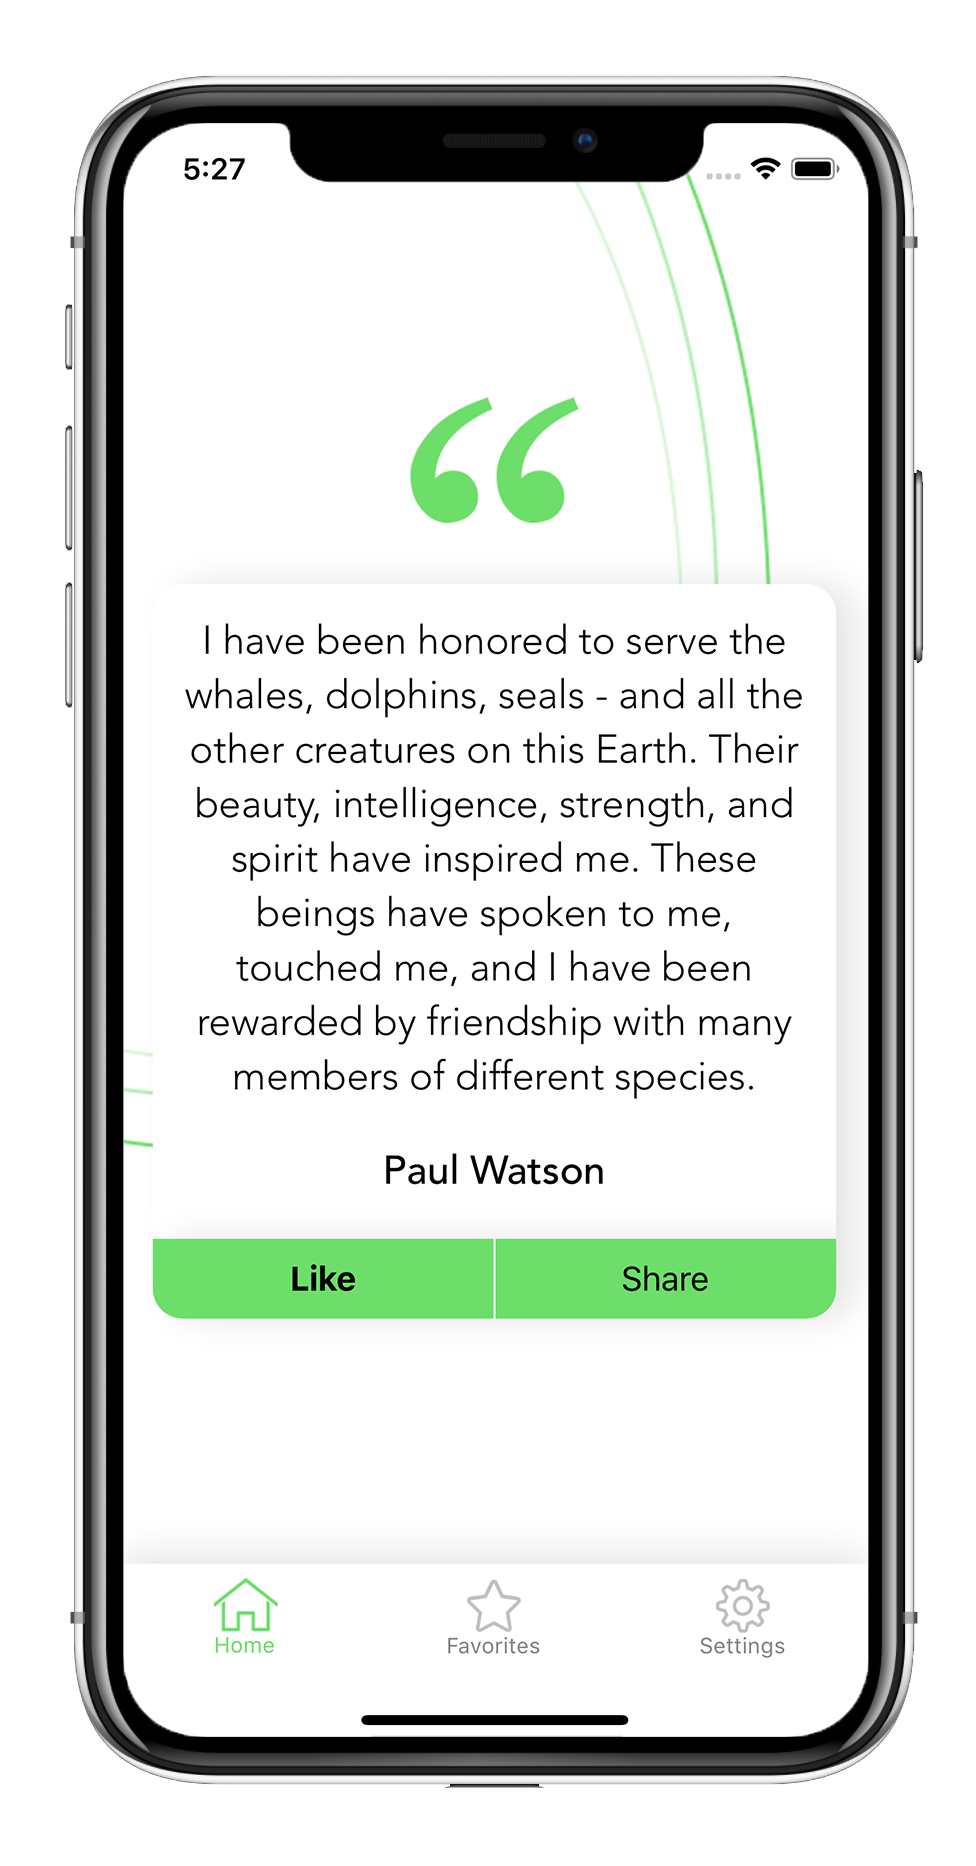 5:27
“
I have been honored to serve the
whales, dolphins, seals - and all the
other creatures on this Earth. Their
beauty, intelligence, strength, and
spirit have inspired me. These
beings have spoken to me,
touched me, and I have been
rewarded by friendship with many
members of different species.
Paul Watson
Like Share
Home Favorites Settings